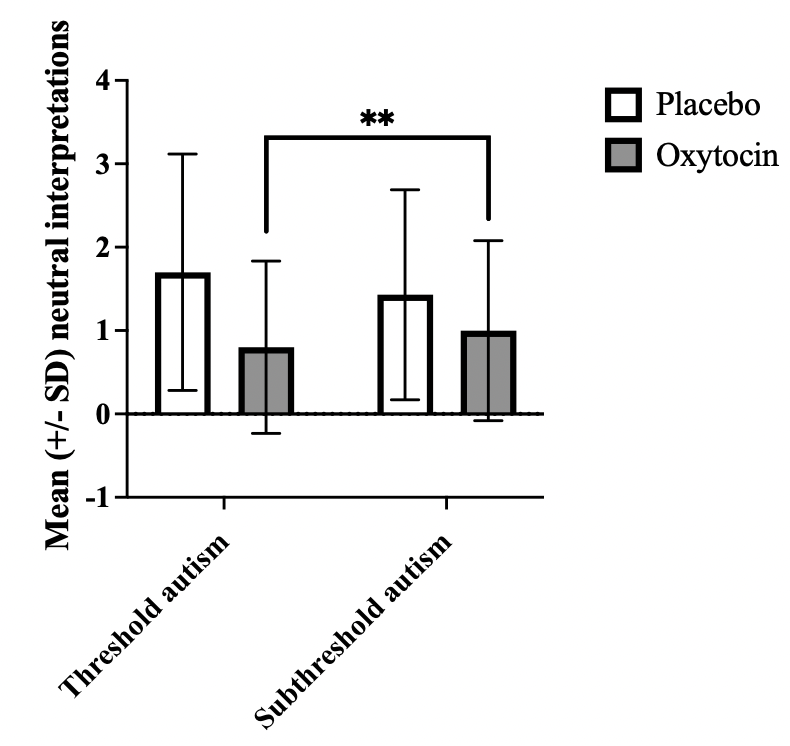 Mean (+/- SD) neutral interpretations
4
3
2
1
0
-1
**
Placebo
Oxytocin
Threshold autism
Subthreshold autism